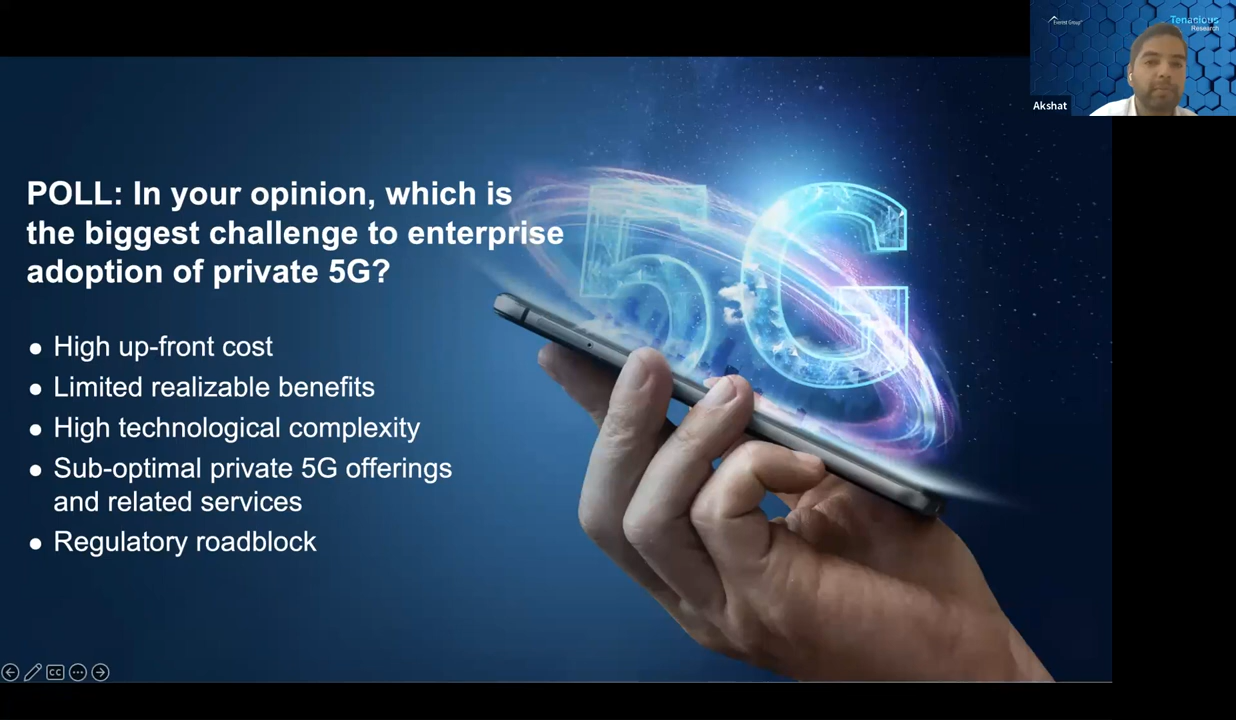 Everest Group
Tenacious
Research
Akshat
POLL: In your opinion, which is
the biggest challenge to enterprise
adoption of private 5G?
5G
● High up-front cost
● Limited realizable benefits
● High technological complexity
● Sub-optimal private 5G offerings
and related services
● Regulatory roadblock
CC